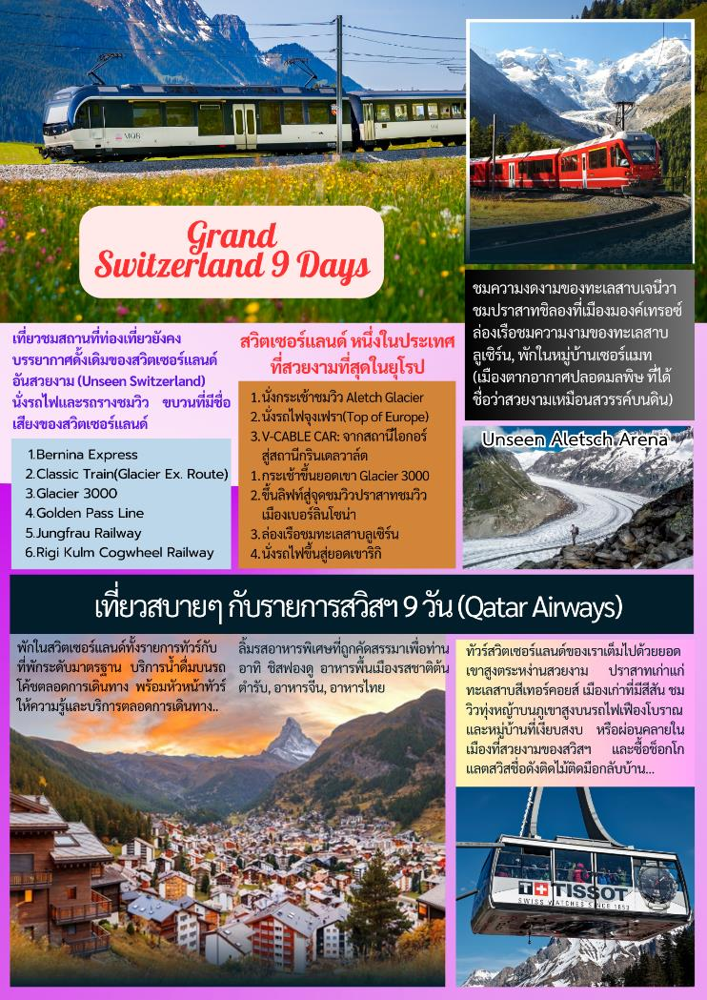 MOB
Grand
Switzerland 9 Days
ชมความงดงามของทะเลสาบเจนีวา
ชมปราสาทชิลองที่เมืองมองค์เทรอซ์
ล่องเรือชมความงามของทะเลสาบ
ลูเซิร์น, พักในหมู่บ้านเซอร์แมท
(เมืองตากอากาศปลอดมลพิษ ที่ได้
ชื่อว่าสวยงามเหมือนสวรรค์บนดิน)
เที่ยวชมสถานที่ท่องเที่ยวยังคง
บรรยากาศดั้งเดิมของสวิตเซอร์แลนด์
อันสวยงาม (Unseen Switzerland)
นั่งรถไฟและรถรางชมวิว ขบวนที่มีชื่อ
เสียงของสวิตเซอร์แลนด์
1.Bernina Express
2.Classic Train(Glacier Ex. Route)
3.Glacier 3000
4.Golden Pass Line
5.Jungfrau Railway
6.Rigi Kulm Cogwheel Railway
สวิตเซอร์แลนด์ หนึ่งในประเทศ
ที่สวยงามที่สุดในยุโรป
1.นั่งกระเช้าชมวิว Aletch Glacier
2.นั่งรถไฟจุงเฟรา(Top of Europe)
3.V-CABLE CAR: จากสถานีไอกอร์
สู่สถานีกรินเดลวาล์ด
1.กระเช้าขึ้นยอดเขา Glacier 3000
2.ขึ้นลิฟท์สู่จุดชมวิวปราสาทชมวิว
เมืองเบอร์ลินโซน่า
3.ล่องเรือชมทะเลสาบลูเซิร์น
4.นั่งรถไฟขึ้นสู่ยอดเขาริกิ
Unseen Aletsch Arena
เที่ยวสบายๆ กับรายการสวิสฯ 9 วัน (Qatar Airways)
พักในสวิตเซอร์แลนด์ทั้งรายการทัวร์กับ
ที่พักระดับมาตรฐาน บริการน้ำดื่มบนรถ
โค้ชตลอดการเดินทาง พร้อมหัวหน้าทัวร์
ให้ความรู้และบริการตลอดการเดินทาง..
ลิ้มรสอาหารพิเศษที่ถูกคัดสรรมาเพื่อท่าน
อาทิ ชิสฟองดู อาหารพื้นเมืองรสชาติต้น
ตำรับ, อาหารจีน, อาหารไทย
ทัวร์สวิตเซอร์แลนด์ของเราเต็มไปด้วยยอด
เขาสูงตระหง่านสวยงาม ปราสาทเก่าแก่
ทะเลสาบสีเทอร์คอยส์ เมืองเก่าที่มีสีสัน ชม
วิวทุ่งหญ้าบนภูเขาสูงบนรถไฟเฟืองโบราณ
และหมู่บ้านที่เงียบสงบ หรือผ่อนคลายใน
เมืองที่สวยงามของสวิสฯ และซื้อช็อกโก
แลตสวิสชื่อดังติดไม้ติดมือกลับบ้าน...
TISSOT
SWISS WATCHES SINCE 1853